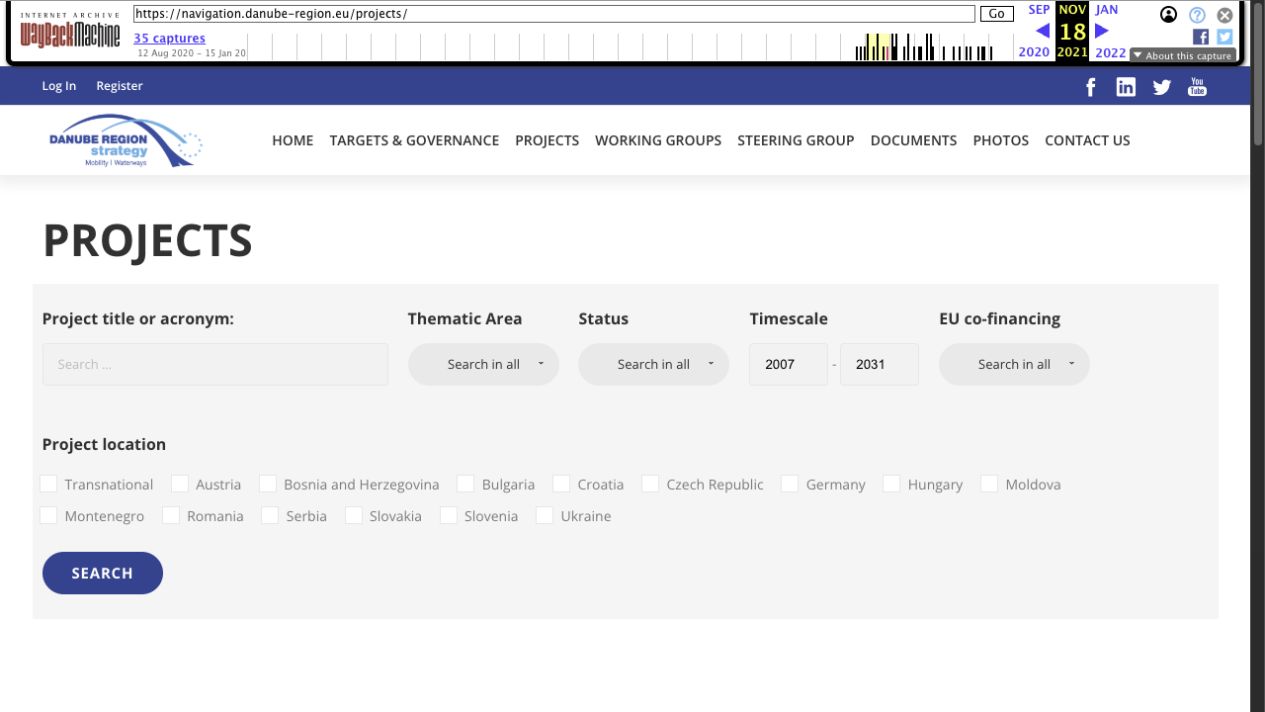 INTERNET ARCHIVE
WayBackMachine
https://navigation.danube-region.eu/projects/
Go
35 captures
12 Aug 2020 - 15 Jan 20
SEP NOV JAN
18
2020 2021 2022
f
About this capture
Log In Register
You
Tube
DANUBE REGION
strategy
Mobility | Waterways
HOME TARGETS & GOVERNANCE PROJECTS WORKING GROUPS STEERING GROUP DOCUMENTS PHOTOS CONTACT US
PROJECTS
Project title or acronym: Thematic Area Status Timescale EU co-financing
Search ... Search in all Search in all 2007 - 2031 Search in all
Project location
Transnational Austria Bosnia and Herzegovina Bulgaria Croatia Czech Republic Germany Hungary Moldova
Montenegro Romania Serbia Slovakia Slovenia Ukraine
SEARCH